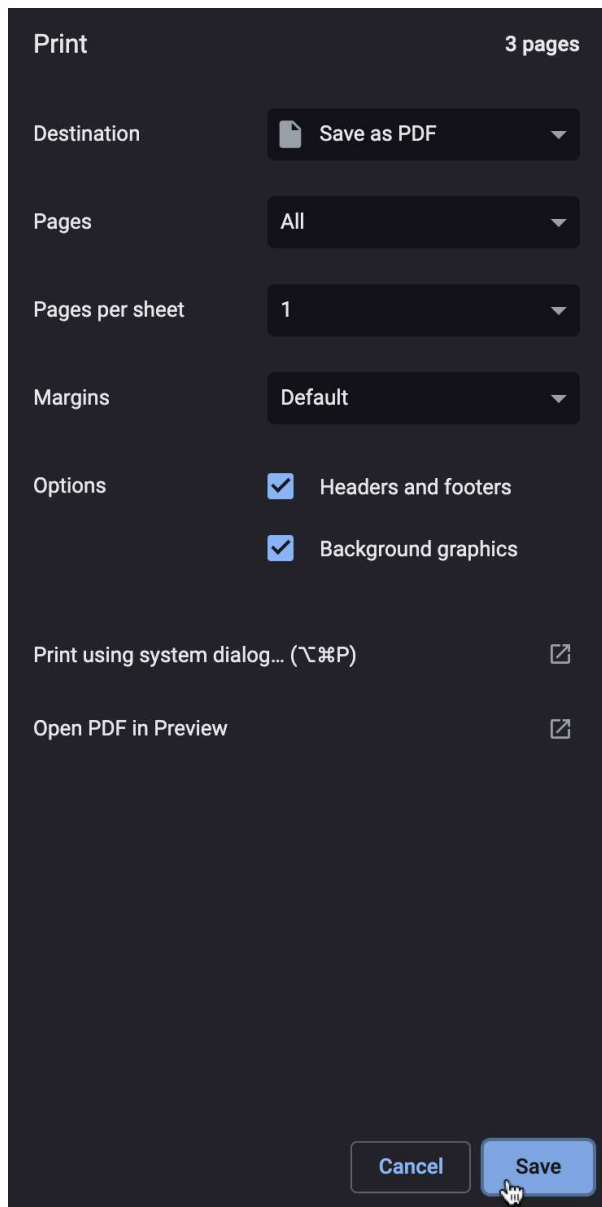 Print 3 pages
Destination Save as PDF
Pages All
Pages per sheet 1
Margins Default
Options Headers and footers
Background graphics
Print using system dialog... (⌥⌘P)
Open PDF in Preview
Cancel Save